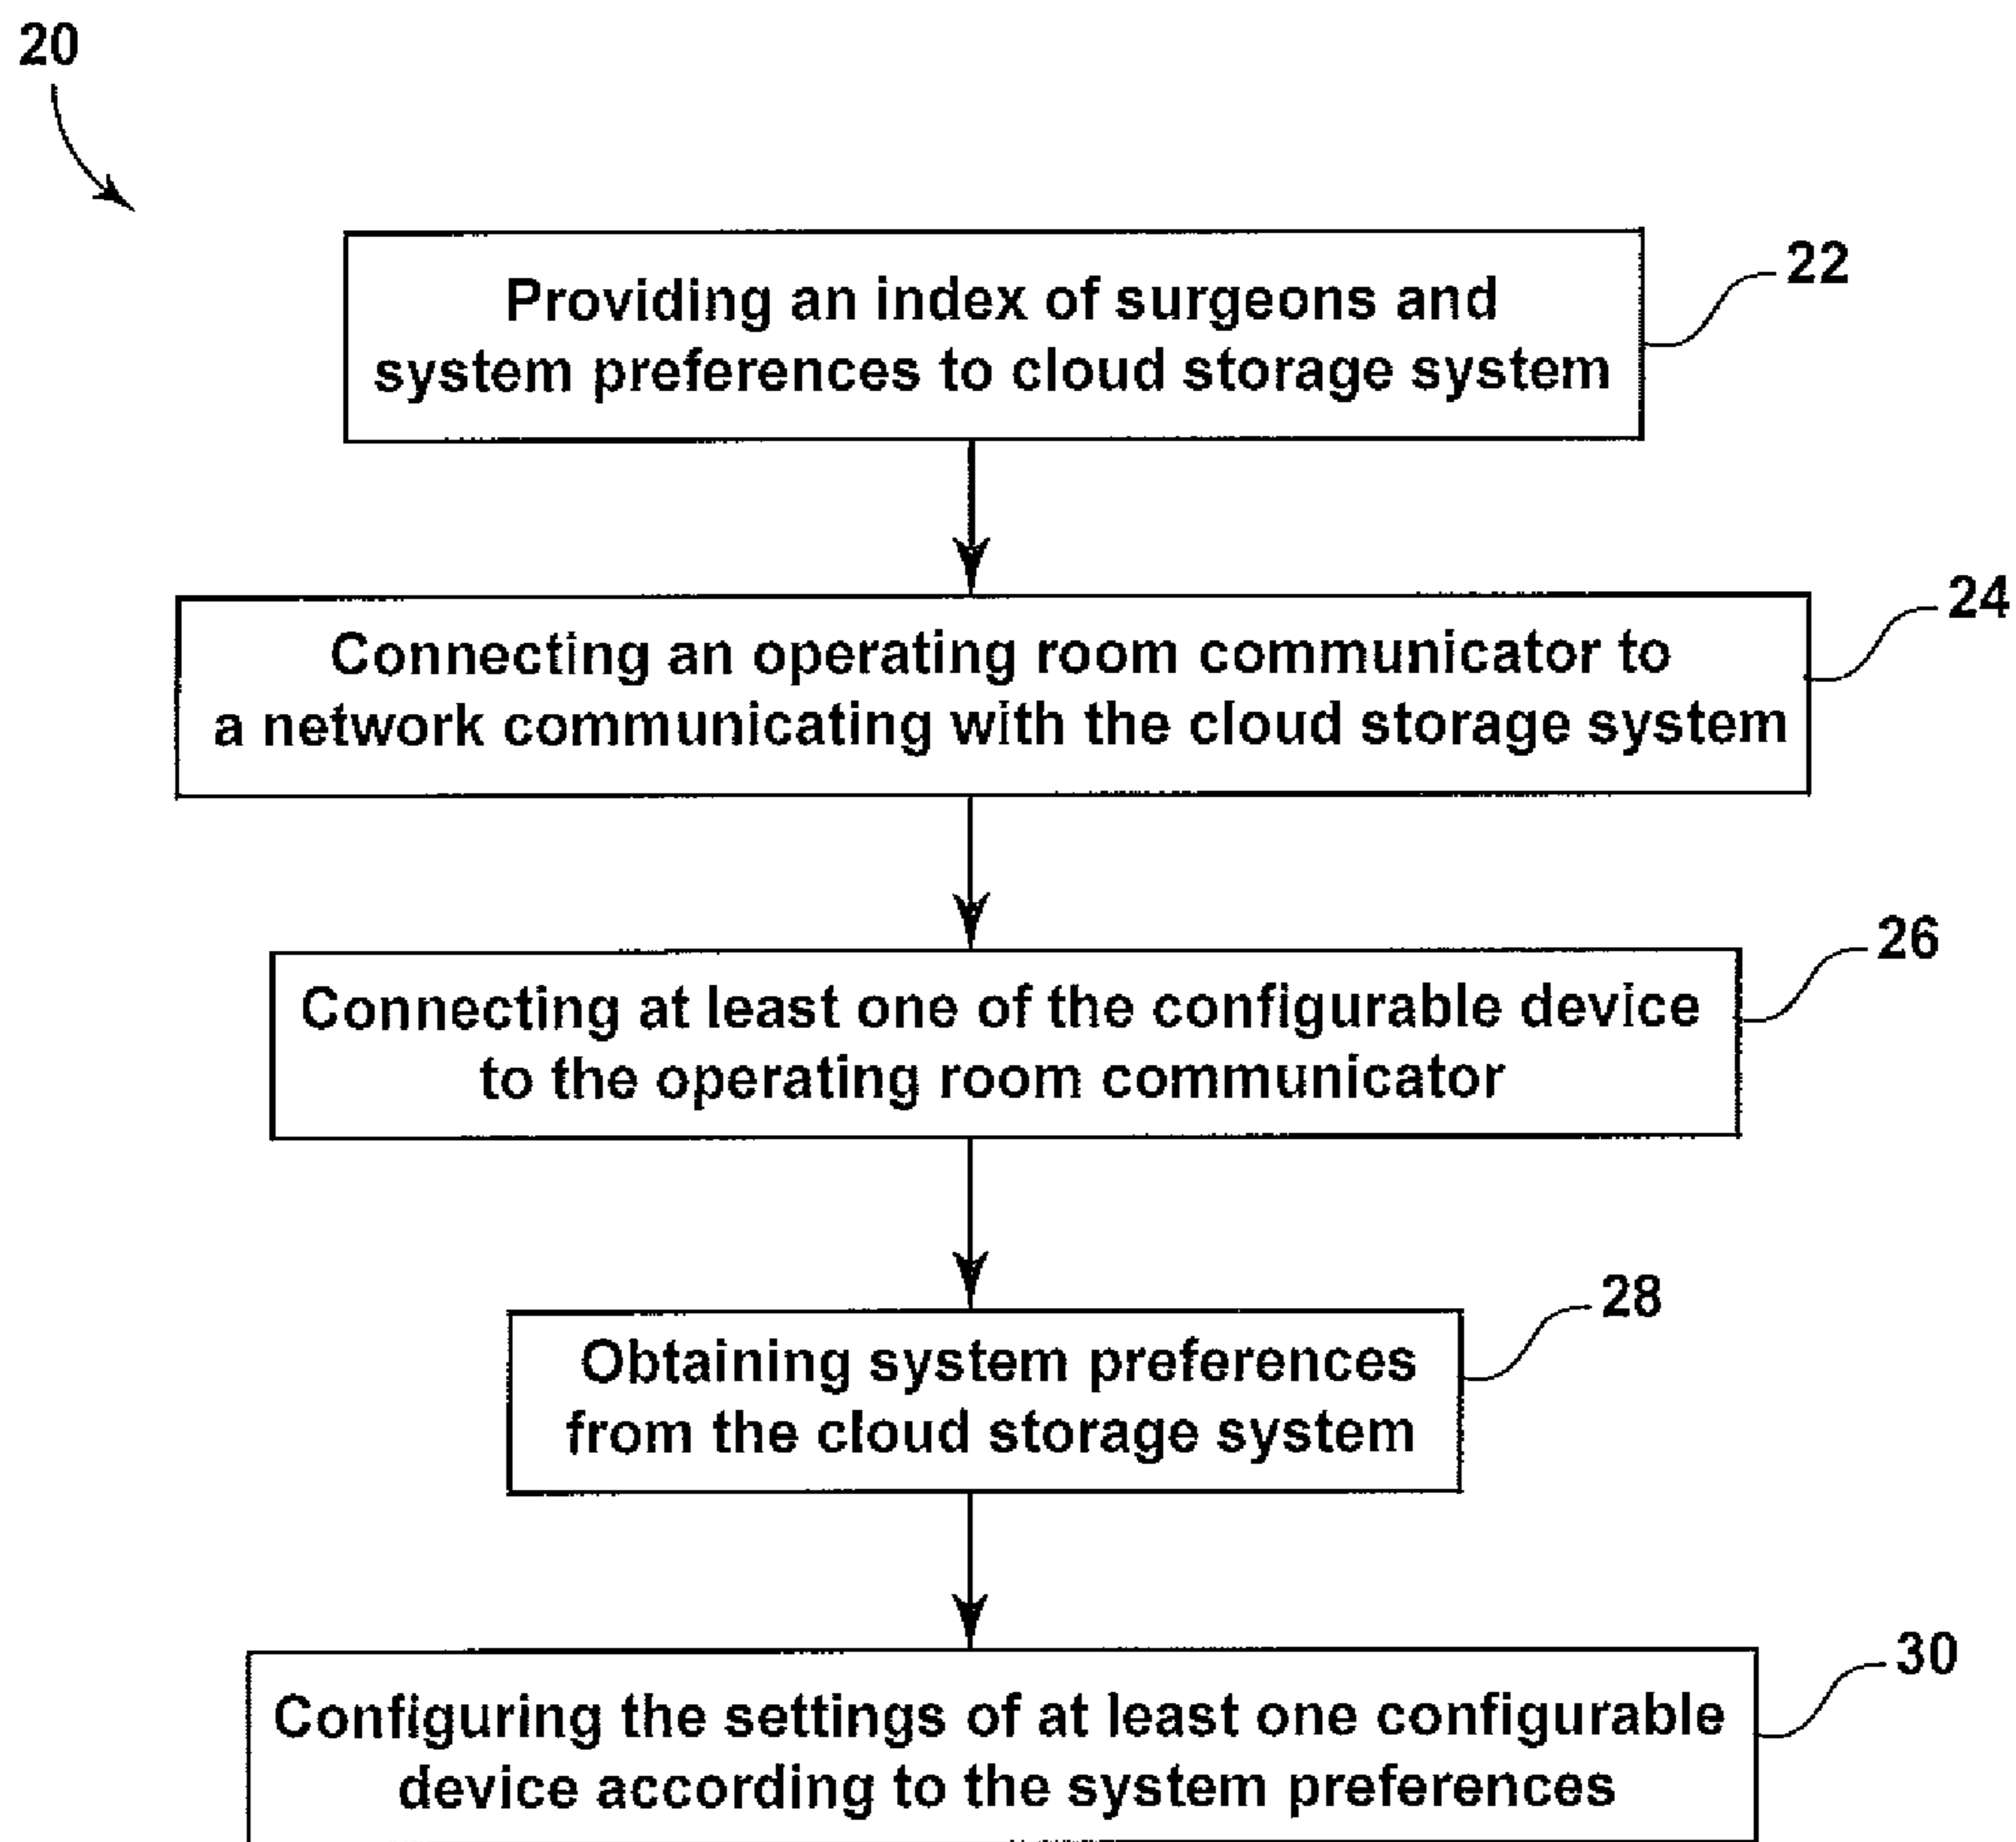 20
Providing an index of surgeons and
system preferences to cloud storage system
22
Connecting an operating room communicator to
a network communicating with the cloud storage system
24
Connecting at least one of the configurable device
to the operating room communicator
26
Obtaining system preferences
from the cloud storage system
28
Configuring the settings of at least one configurable
device according to the system preferences
30